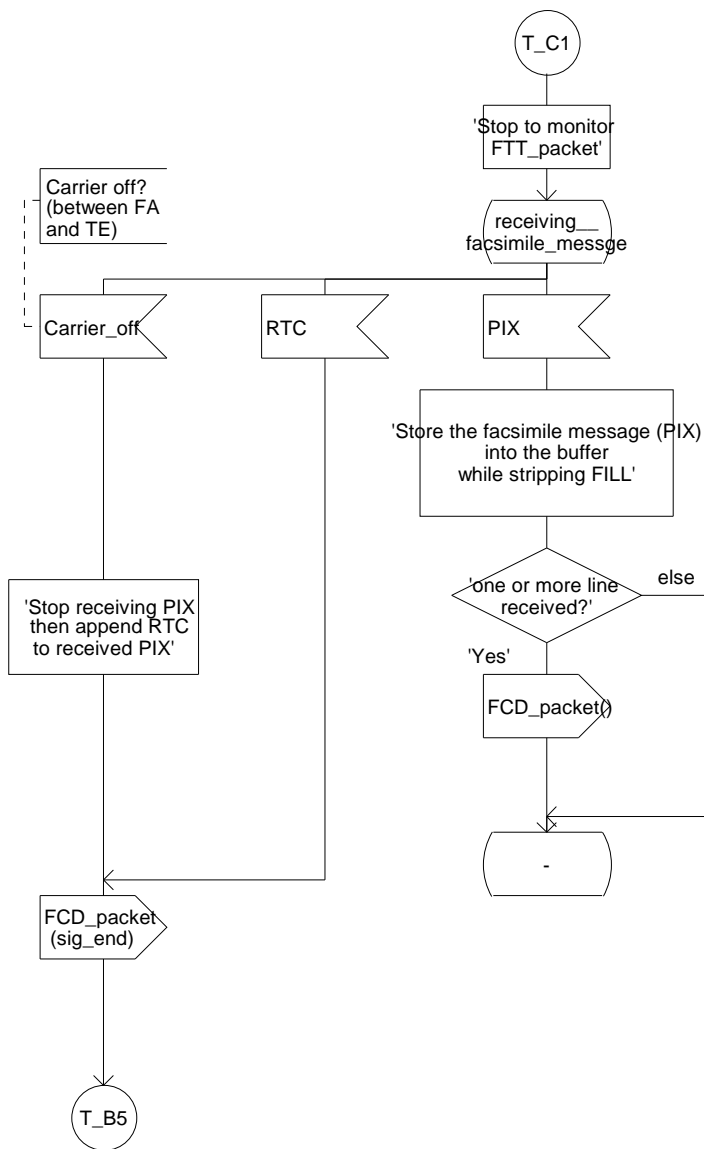 T_C1
'Stop to monitor
FTT_packet'
Carrier off?
(between FA
and TE)
receiving__
facsimile_messge
Carrier_off
RTC
PIX
'Store the facsimile message (PIX)
into the buffer
while stripping FILL'
'one or more line
received?'
else
'Stop receiving PIX
then append RTC
to received PIX'
'Yes'
FCD_packet()
-
FCD_packet
(sig_end)
T_B5